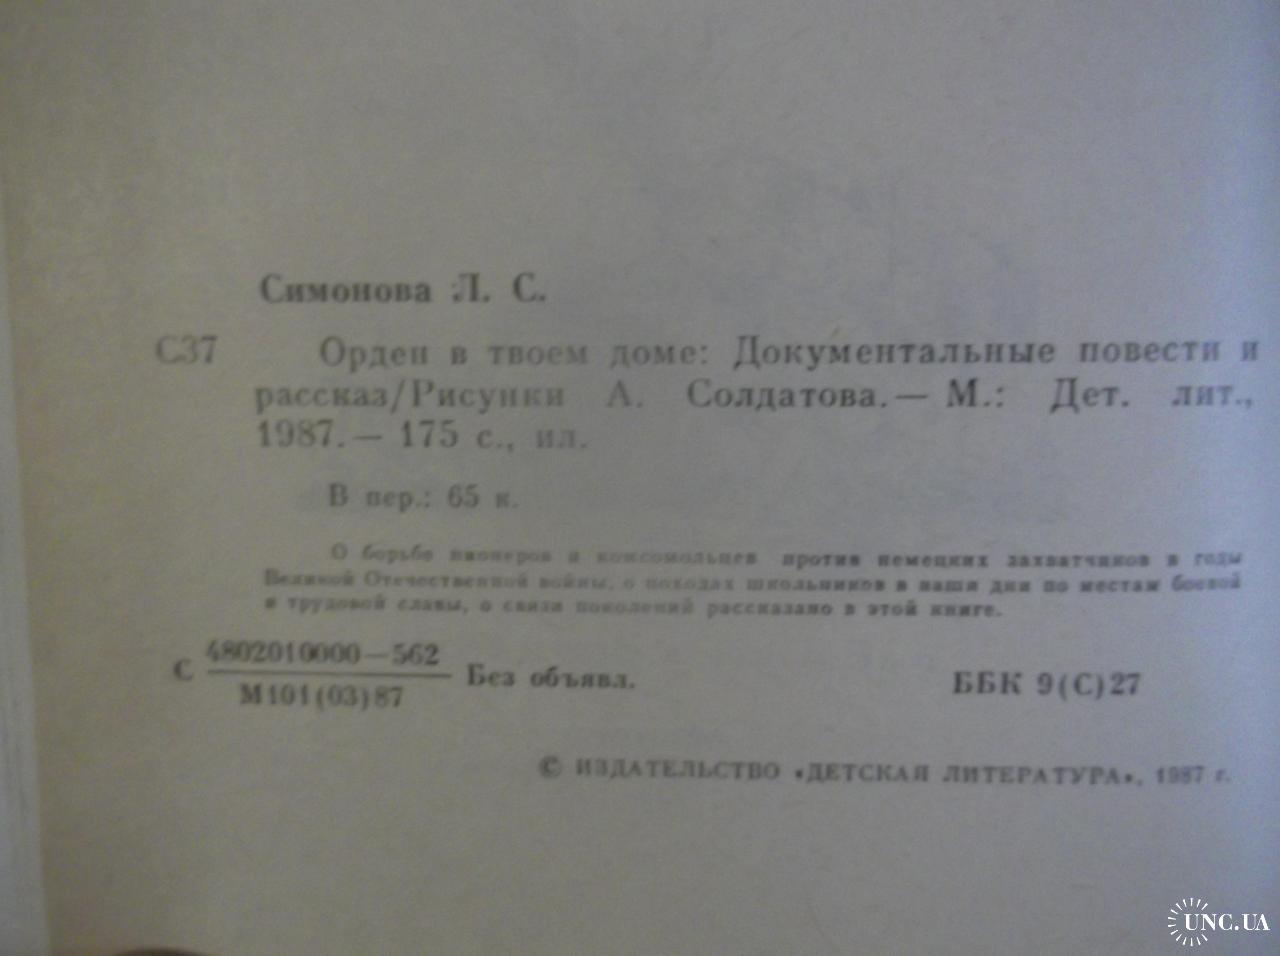 Симонова Л. С.
С37 Орден в твоем доме: Документальные повести и
рассказ/Рисунки А. Солдатова.— М.: Дет. лит.,
1987.— 175 с., ил.
В пер.: 65 к.
О борьбе пионеров и комсомольцев против немецких захватчиков в годы
Великой Отечественной войны, о походах школьников в наши дни по местам боевой
и трудовой славы, о связи поколений рассказано в этой книге.
С 4802010000—562
М101(03)87
Без объявл.
ББК 9(С)27
© ИЗДАТЕЛЬСТВО «ДЕТСКАЯ ЛИТЕРАТУРА», 1987 г.
UNC.UA